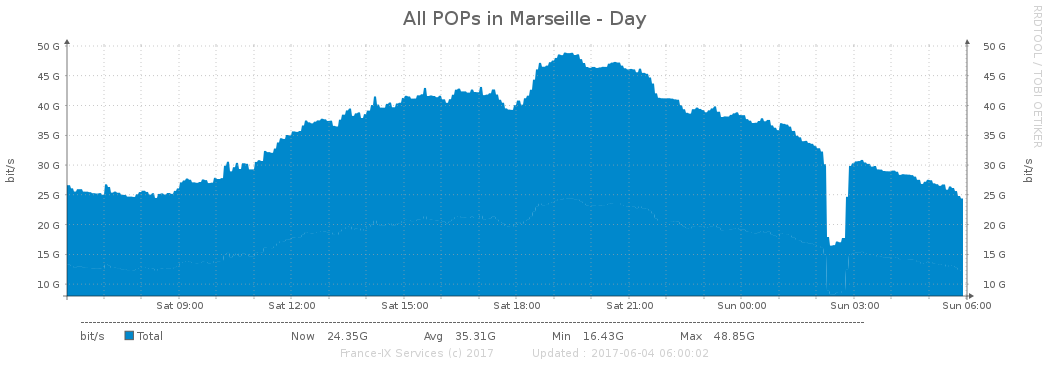 All POPs in Marseille - Day
RRDTOOL / TOBI OETIKER
bit/s
50 G 50 G
45 G 45 G
40 G 40 G
35 G 35 G
30 G 30 G
25 G 25 G
20 G 20 G
15 G 15 G
10 G 10 G
bit/s
Sat 09:00 Sat 12:00 Sat 15:00 Sat 18:00 Sat 21:00 Sun 00:00 Sun 03:00 Sun 06:00
bit/s Total Now 24.35G Avg 35.31G Min 16.43G Max 48.85G
France-IX Services (c) 2017 Updated : 2017-06-04 06:00:02